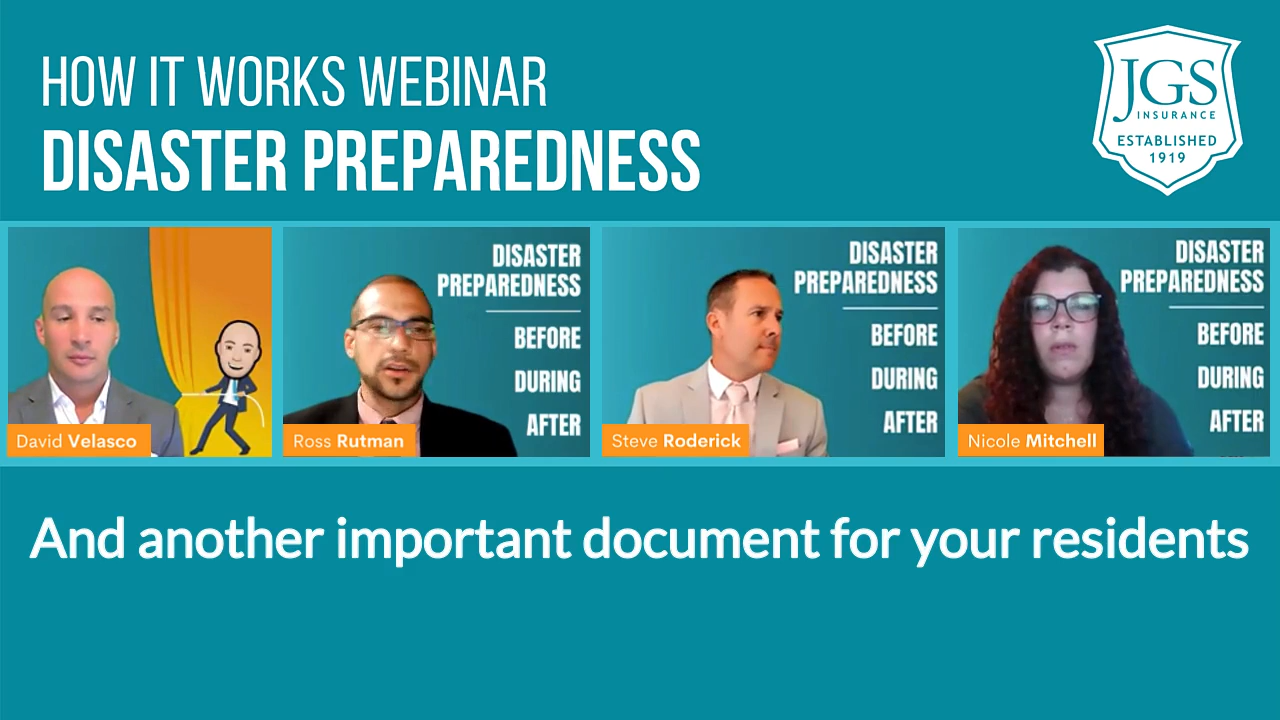 HOW IT WORKS WEBINAR
DISASTER PREPAREDNESS
JGS
INSURANCE
ESTABLISHED
1919
David Velasco
DISASTER
PREPAREDNESS
BEFORE
DURING
AFTER
Ross Rutman
DISASTER
PREPAREDNESS
BEFORE
DURING
AFTER
Steve Roderick
DISASTER
PREPAREDNESS
BEFORE
DURING
AFTER
Nicole Mitchell
And another important document for your residents